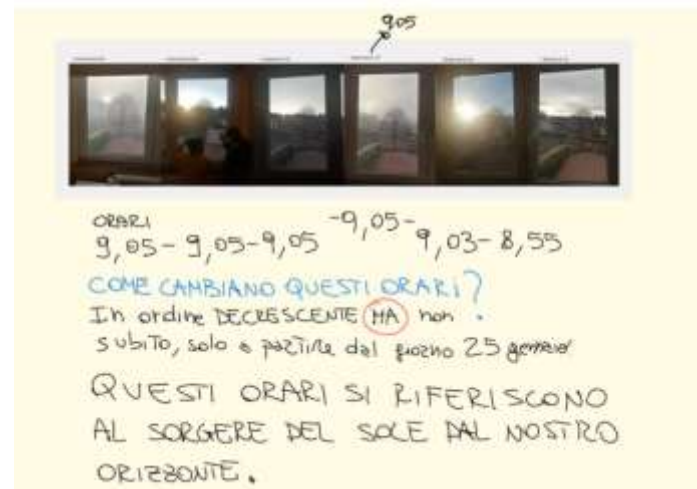 9,05
ORARI
9,05 - 9,05 - 9,05 - 9,05 - 9,03 - 8,55
COME CAMBIANO QUESTI ORARI?
In ordine DECRESCENTE MA non
SUBITO, solo a partire dal giorno 25 gennaio
QUESTI ORARI SI RIFERISCONO
AL SORGERE DEL SOLE DAL NOSTRO
ORIZZONTE.